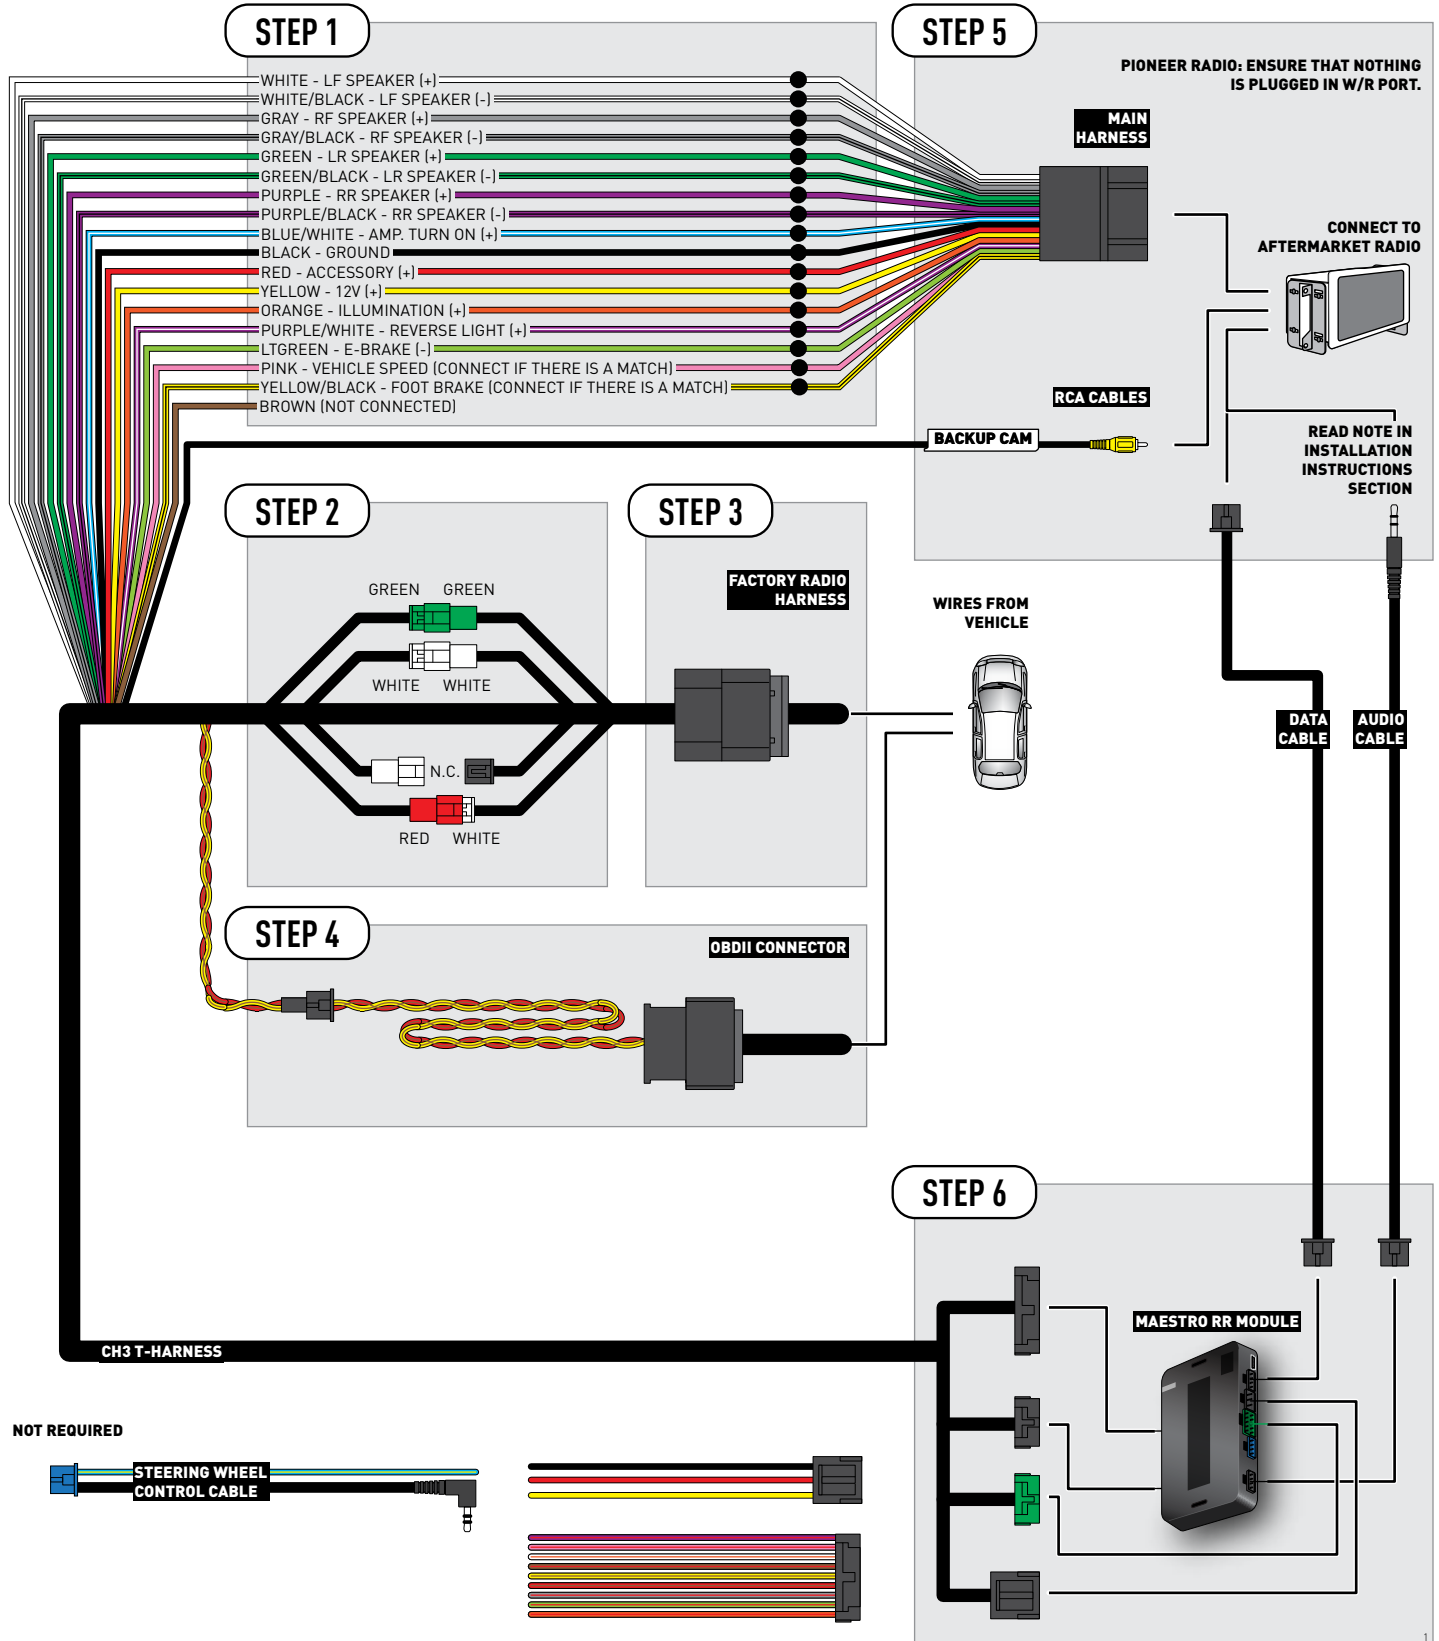 STEP 1
WHITE - LF SPEAKER (+)
WHITE/BLACK - LF SPEAKER (-)
GRAY - RF SPEAKER (+)
GRAY/BLACK - RF SPEAKER (-)
GREEN - LR SPEAKER (+)
GREEN/BLACK - LR SPEAKER (-)
PURPLE - RR SPEAKER (+)
PURPLE/BLACK - RR SPEAKER (-)
BLUE/WHITE - AMP. TURN ON (+)
BLACK - GROUND
RED - ACCESSORY (+)
YELLOW - 12V (+)
ORANGE - ILLUMINATION (+)
PURPLE/WHITE - REVERSE LIGHT (+)
LTGREEN - E-BRAKE (-)
PINK - VEHICLE SPEED (CONNECT IF THERE IS A MATCH)
YELLOW/BLACK - FOOT BRAKE (CONNECT IF THERE IS A MATCH)
BROWN (NOT CONNECTED)
STEP 5
PIONEER RADIO: ENSURE THAT NOTHING
IS PLUGGED IN W/R PORT.
MAIN
HARNESS
CONNECT TO
AFTERMARKET RADIO
RCA CABLES
BACKUP CAM
READ NOTE IN
INSTALLATION
INSTRUCTIONS
SECTION
STEP 2
GREEN GREEN
WHITE WHITE
N.C.
RED WHITE
STEP 3
FACTORY RADIO
HARNESS
WIRES FROM
VEHICLE
DATA
CABLE
AUDIO
CABLE
STEP 4
OBDII CONNECTOR
STEP 6
MAESTRO RR MODULE
CH3 T-HARNESS
NOT REQUIRED
STEERING WHEEL
CONTROL CABLE
1